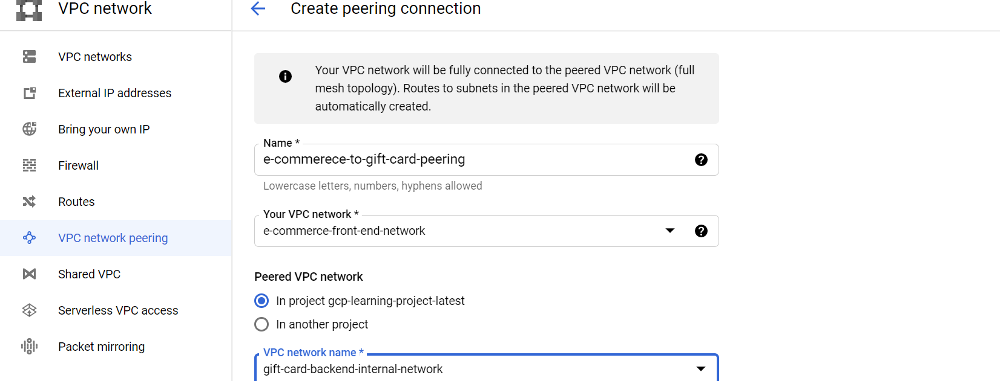 VPC network
Create peering connection
VPC networks
External IP addresses
Bring your own IP
Firewall
Routes
VPC network peering
Shared VPC
Serverless VPC access
Packet mirroring
Your VPC network will be fully connected to the peered VPC network (full
mesh topology). Routes to subnets in the peered VPC network will be
automatically created.
Name *
e-commerece-to-gift-card-peering
Lowercase letters, numbers, hyphens allowed
Your VPC network *
e-commerce-front-end-network
Peered VPC network
In project gcp-learning-project-latest
In another project
VPC network name *
gift-card-backend-internal-network